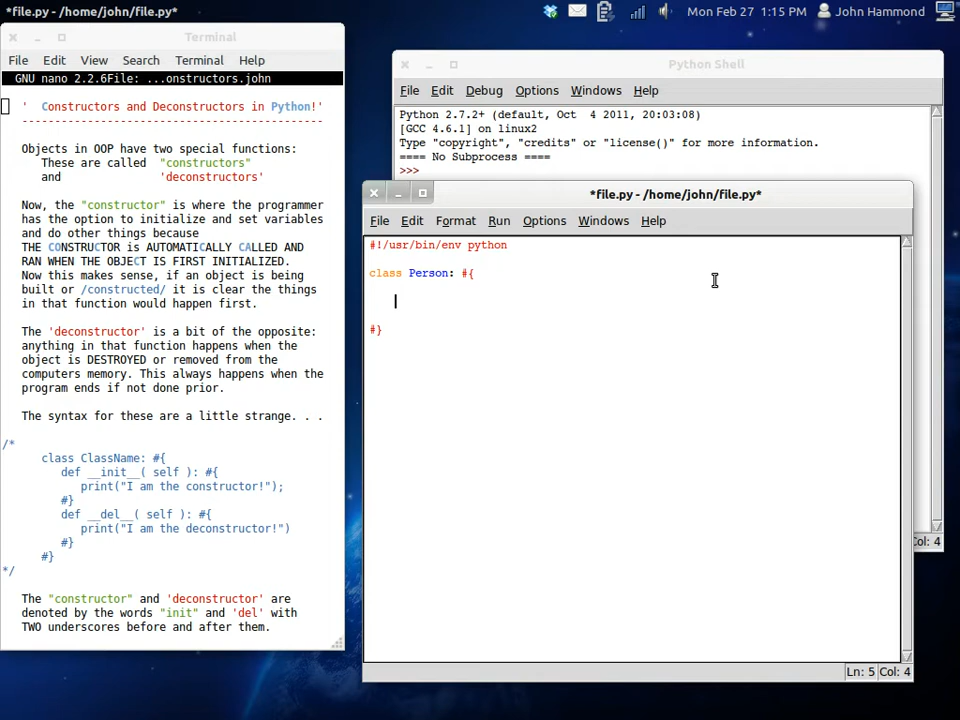 *file.py - /home/john/file.py*
Mon Feb 27 1:15 PM John Hammond
Terminal
File Edit View Search Terminal Help
GNU nano 2.2.6File: ...onstructors.john
' Constructors and Deconstructors in Python!'
---------------------------------------------
Objects in OOP have two special functions:
These are called "constructors"
and 'deconstructors'
Now, the "constructor" is where the programmer
has the option to initialize and set variables
and do other things because
THE CONSTRUCTOR is AUTOMATICALLY CALLED AND
RAN WHEN THE OBJECT IS FIRST INITIALIZED.
Now this makes sense, if an object is being
built or /constructed/ it is clear the things
in that function would happen first.
The 'deconstructor' is a bit of the opposite:
anything in that function happens when the
object is DESTROYED or removed from the
computers memory. This always happens when the
program ends if not done prior.
The syntax for these are a little strange. . .
/*
class ClassName: #{
def __init__( self ): #{
print("I am the constructor!");
#}
def __del__( self ): #{
print("I am the deconstructor!")
#}
#}
*/
The "constructor" and 'deconstructor' are
denoted by the words "init" and 'del' with
TWO underscores before and after them.
Python Shell
File Edit Debug Options Windows Help
Python 2.7.2+ (default, Oct 4 2011, 20:03:08)
[GCC 4.6.1] on linux2
Type "copyright", "credits" or "license()" for more information.
==== No Subprocess ====
>>>
Col: 4
*file.py - /home/john/file.py*
File Edit Format Run Options Windows Help
#!/usr/bin/env python
class Person: #{
#}
Ln: 5 Col: 4